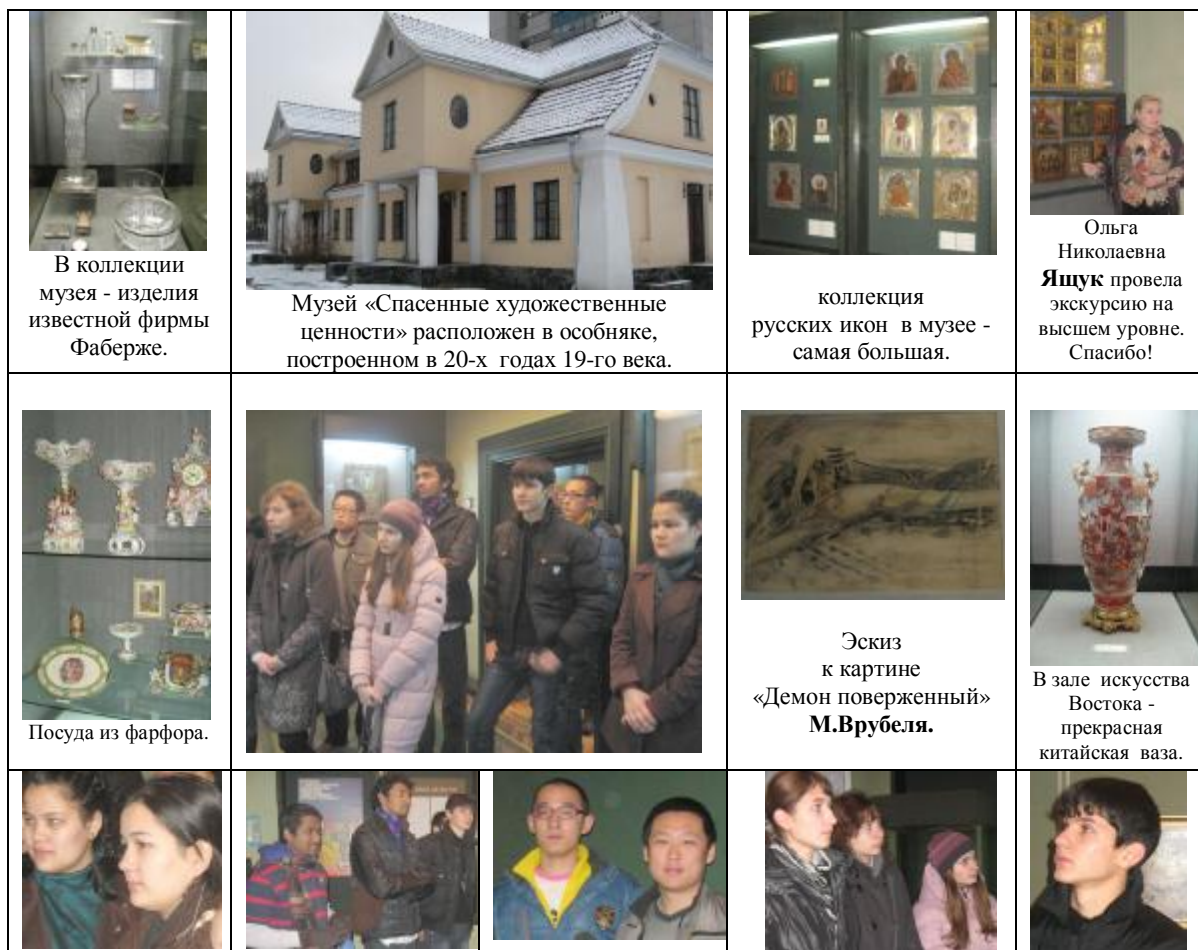 В коллекции
музея - изделия
известной фирмы
Фаберже.
Музей «Спасенные художественные
ценности» расположен в особняке,
построенном в 20-х годах 19-го века.
коллекция
русских икон в музее -
самая большая.
Ольга
Николаевна
Ящук провела
экскурсию на
высшем уровне.
Спасибо!
Посуда из фарфора.
Эскиз
к картине
«Демон поверженный»
М.Врубеля.
В зале искусства
Востока -
прекрасная
китайская ваза.